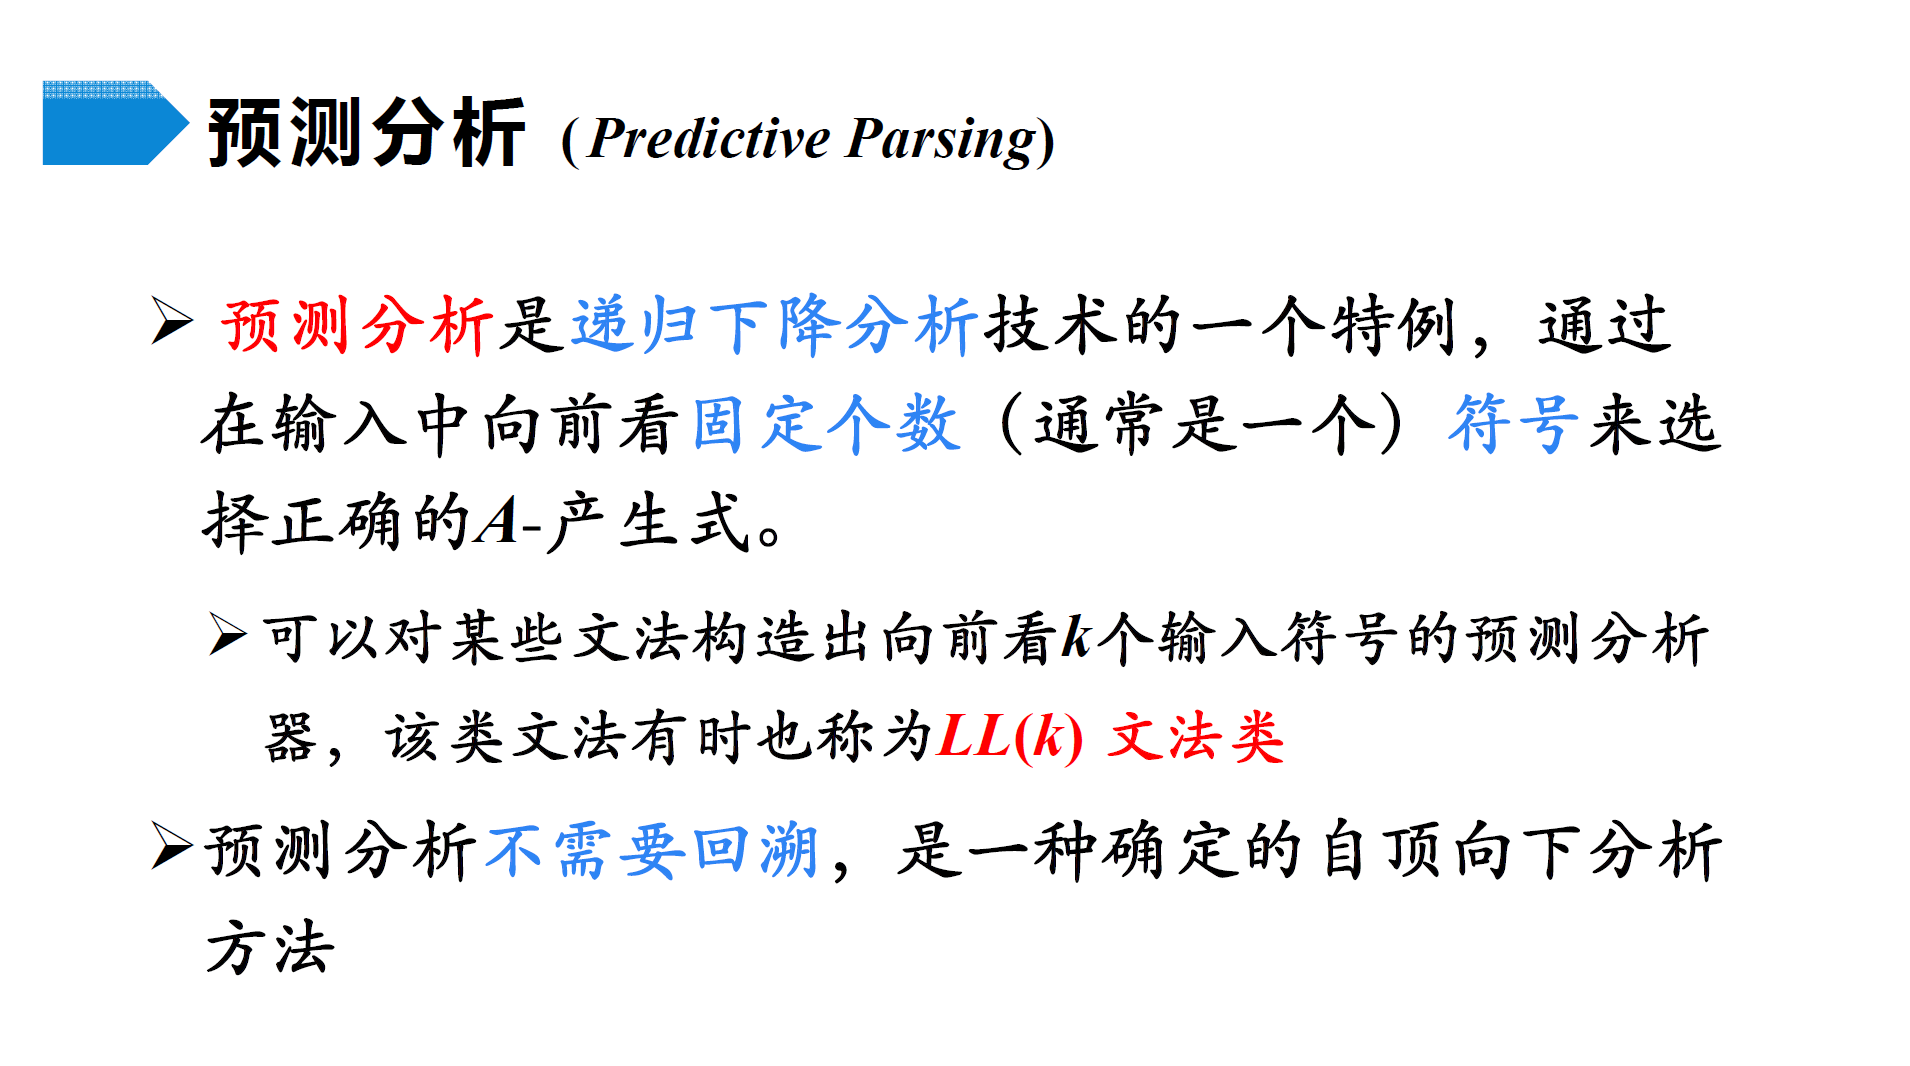 预测分析 (Predictive Parsing)
➢ 预测分析是递归下降分析技术的一个特例，通过
在输入中向前看固定个数（通常是一个）符号来选
择正确的A-产生式。
➢ 可以对某些文法构造出向前看k个输入符号的预测分析
器，该类文法有时也称为LL(k) 文法类
➢ 预测分析不需要回溯，是一种确定的自顶向下分析
方法